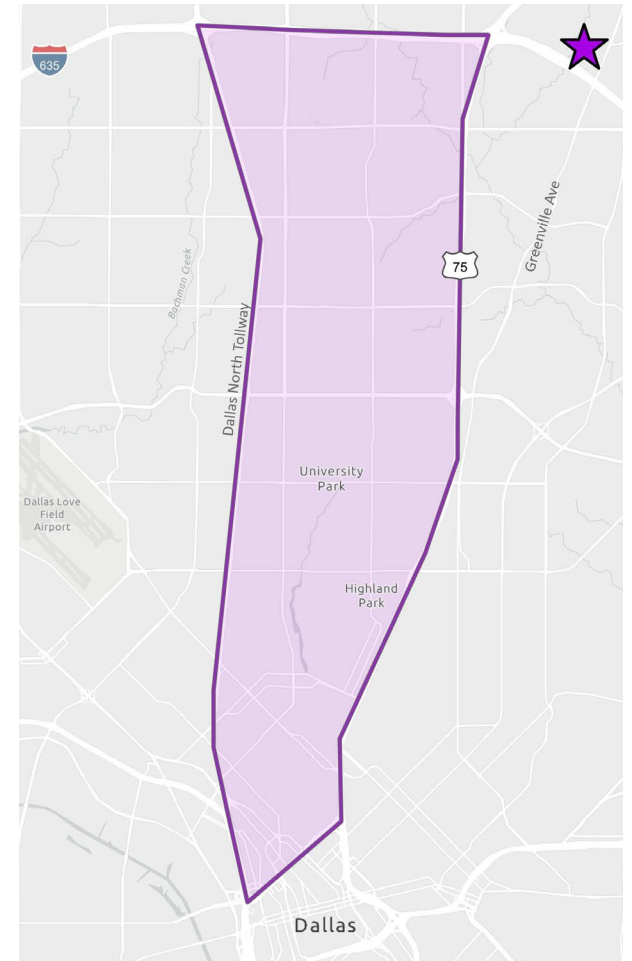 635
Bachman Creek
Greenville Ave
75
Dallas North Tollway
University
Park
Dallas Love
Field
Airport
Highland
Park
Dallas